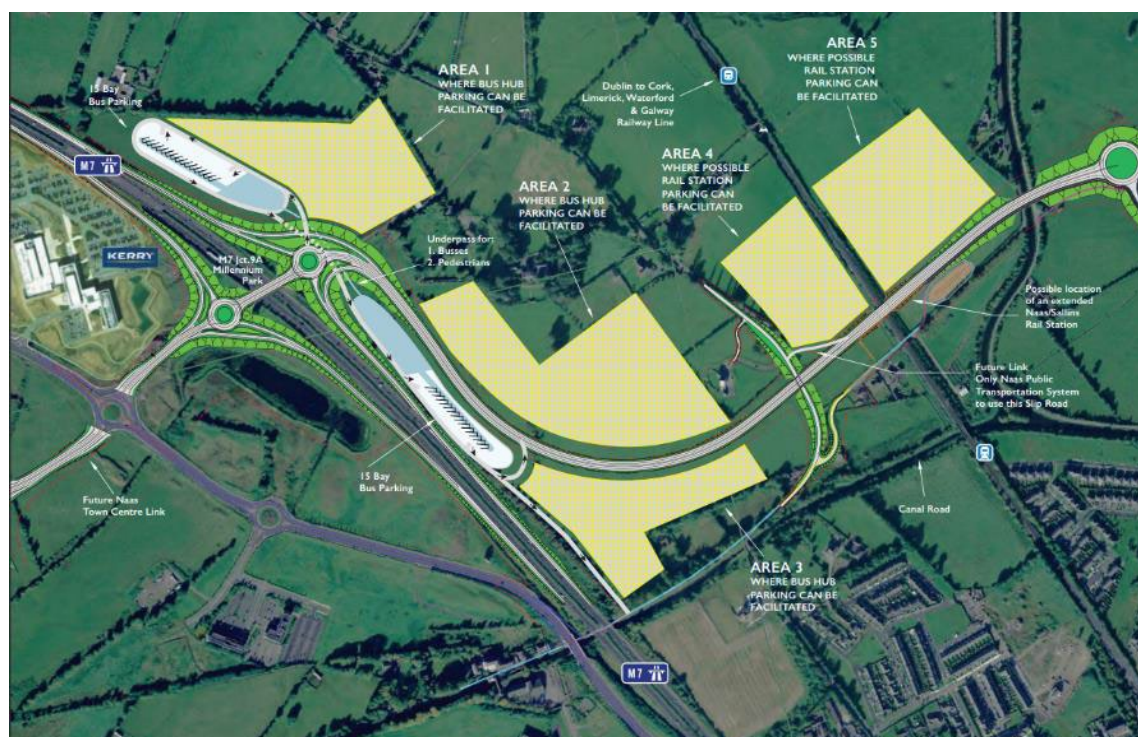 15 Bay
Bus Parking
M7
KERRY
M7 Jct.9A
Millennium
Park
AREA 1
WHERE BUS HUB
PARKING CAN BE
FACILITATED
Underpass for:
1. Busses
2. Pedestrians
AREA 2
WHERE BUS HUB
PARKING CAN BE
FACILITATED
Dublin to Cork,
Limerick, Waterford
& Galway
Railway Line
AREA 4
WHERE POSSIBLE
RAIL STATION
PARKING CAN
BE FACILITATED
AREA 5
WHERE POSSIBLE
RAIL STATION
PARKING CAN
BE FACILITATED
Possible location
of an extended
Naas/Sallins
Rail Station
Future Link
Only Naas Public
Transportation System
to use this Slip Road
15 Bay
Bus Parking
Future Naas
Town Centre Link
Canal Road
AREA 3
WHERE BUS HUB
PARKING CAN BE
FACILITATED
M7